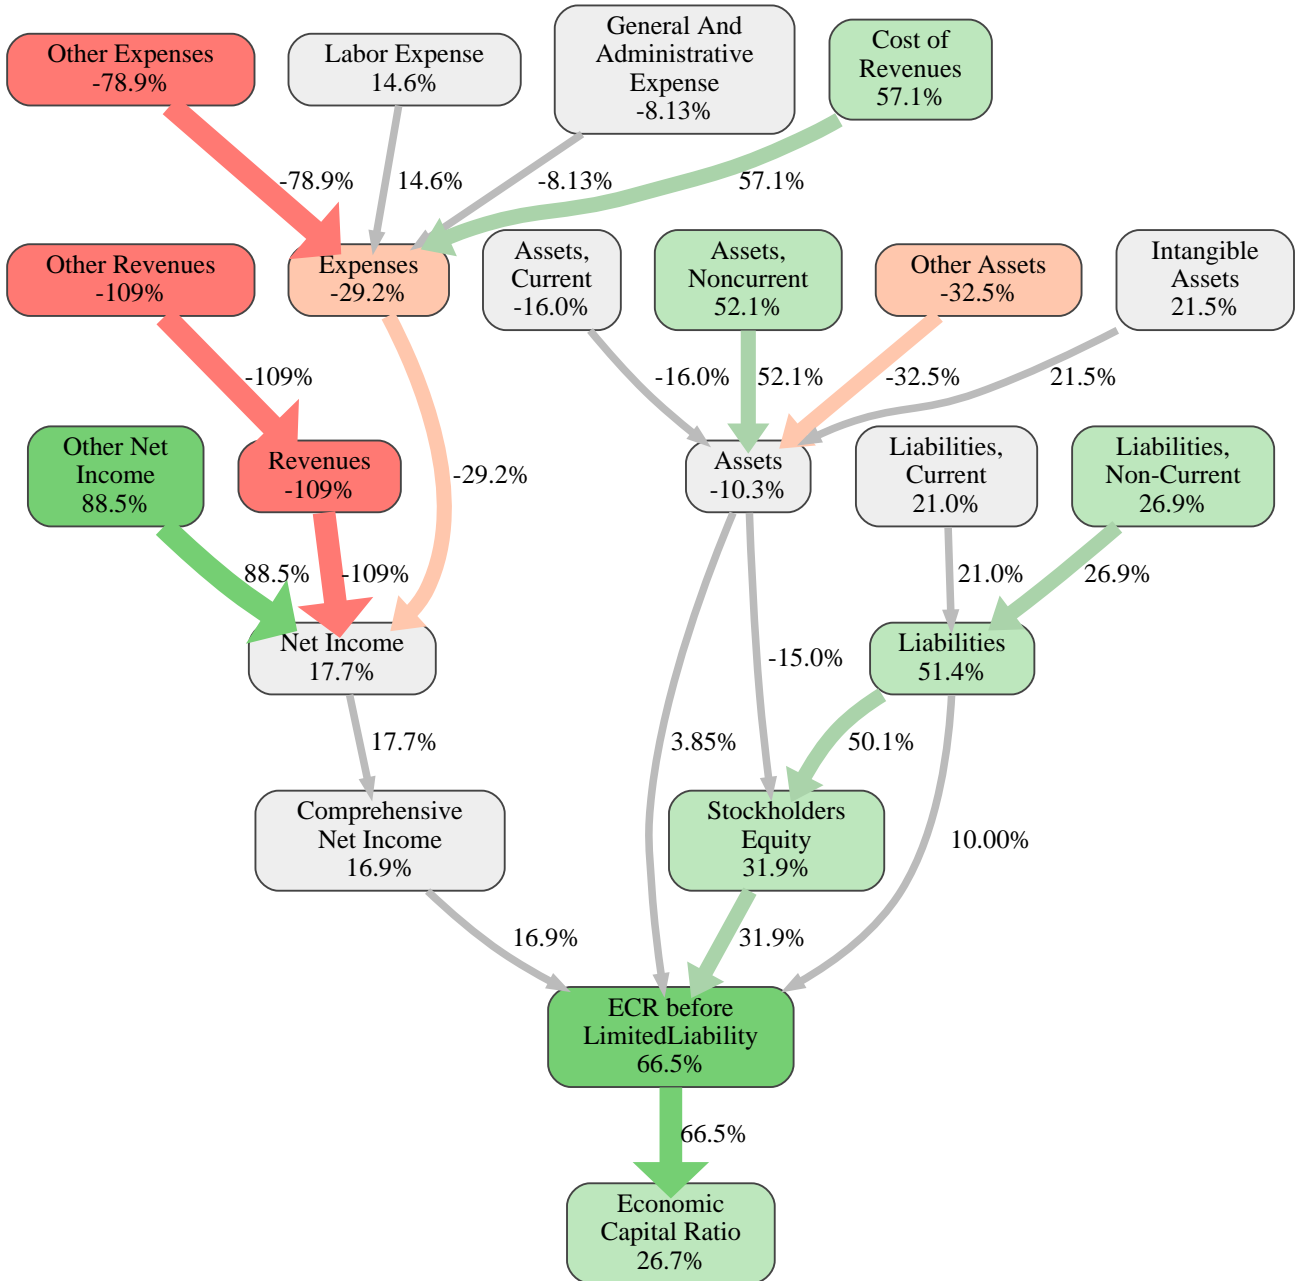 Other Expenses
-78.9%
Labor Expense
14.6%
General And
Administrative
Expense
-8.13%
Cost of
Revenues
57.1%
-78.9%
14.6%
-8.13%
57.1%
Other Revenues
-109%
Expenses
-29.2%
Assets,
Current
-16.0%
Assets,
Noncurrent
52.1%
Other Assets
-32.5%
Intangible
Assets
21.5%
-109%
-16.0%
52.1%
-32.5%
21.5%
Other Net
Income
88.5%
Revenues
-109%
-29.2%
Assets
-10.3%
Liabilities,
Current
21.0%
Liabilities,
Non-Current
26.9%
88.5%
-109%
21.0%
26.9%
Net Income
17.7%
-15.0%
Liabilities
51.4%
17.7%
3.85%
50.1%
Comprehensive
Net Income
16.9%
Stockholders
Equity
31.9%
10.00%
16.9%
31.9%
ECR before
LimitedLiability
66.5%
66.5%
Economic
Capital Ratio
26.7%